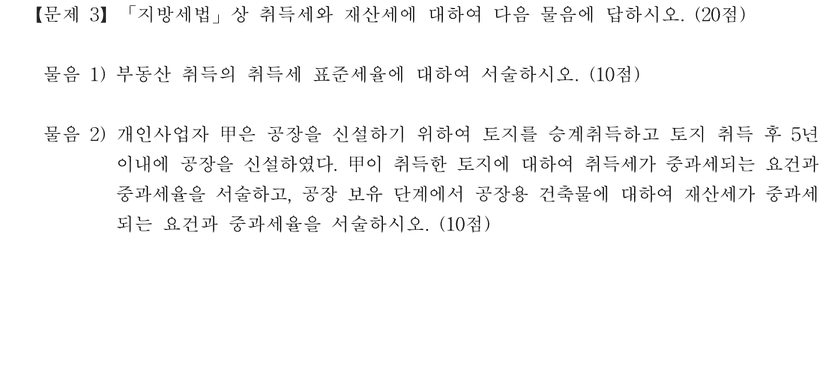 【문제 3】 「지방세법」상 취득세와 재산세에 대하여 다음 물음에 답하시오. (20점)
물음 1) 부동산 취득의 취득세 표준세율에 대하여 서술하시오. (10점)
물음 2) 개인사업자 甲은 공장을 신설하기 위하여 토지를 승계취득하고 토지 취득 후 5년
이내에 공장을 신설하였다. 甲이 취득한 토지에 대하여 취득세가 중과세되는 요건과
중과세율을 서술하고, 공장 보유 단계에서 공장용 건축물에 대하여 재산세가 중과세
되는 요건과 중과세율을 서술하시오. (10점)